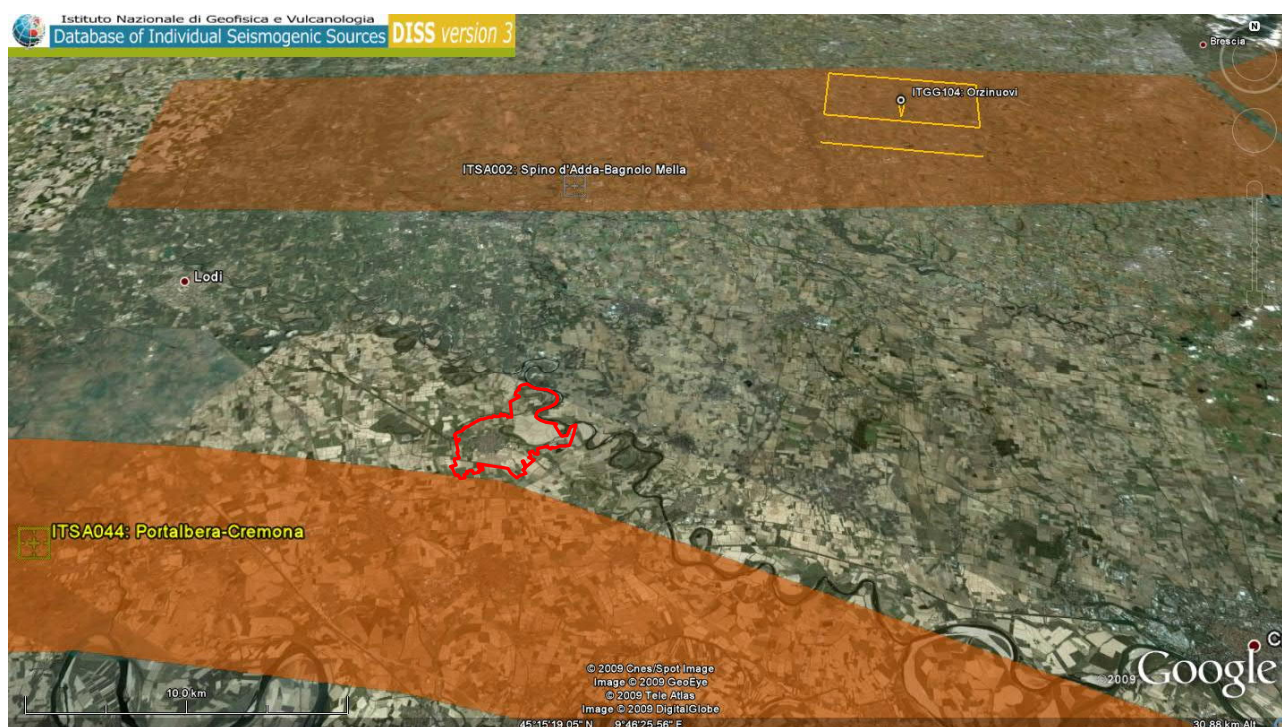 Istituto Nazionale di Geofisica e Vulcanologia
Database of Individual Seismogenic Sources DISS version 3
N
Brescia
ITGG104: Orzinuovi
ITSA002: Spino d'Adda-Bagnolo Mella
Lodi
ITSA044: Portalbera-Cremona
C
© 2009 Cnes/Spot Image
Image © 2009 GeoEye
© 2009 Tele Atlas
Image © 2009 DigitalGlobe
©2009 Google
10.0 km
45°15'19.05" N 9°46'25.56" E
30.88 km Alt